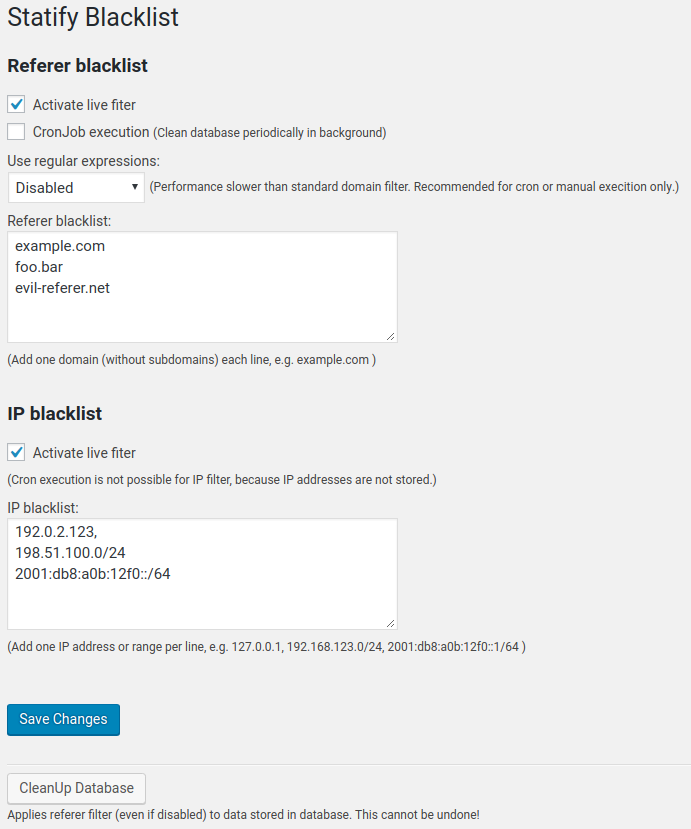 Statify Blacklist
Referer blacklist
Activate live fiter
CronJob execution (Clean database periodically in background)
Use regular expressions:
Disabled (Performance slower than standard domain filter. Recommended for cron or manual execition only.)
Referer blacklist:
example.com
foo.bar
evil-referer.net
(Add one domain (without subdomains) each line, e.g. example.com )
IP blacklist
Activate live fiter
(Cron execution is not possible for IP filter, because IP addresses are not stored.)
IP blacklist:
192.0.2.123,
198.51.100.0/24
2001:db8:a0b:12f0::/64
(Add one IP address or range per line, e.g. 127.0.0.1, 192.168.123.0/24, 2001:db8:a0b:12f0::1/64 )
Save Changes
CleanUp Database
Applies referer filter (even if disabled) to data stored in database. This cannot be undone!